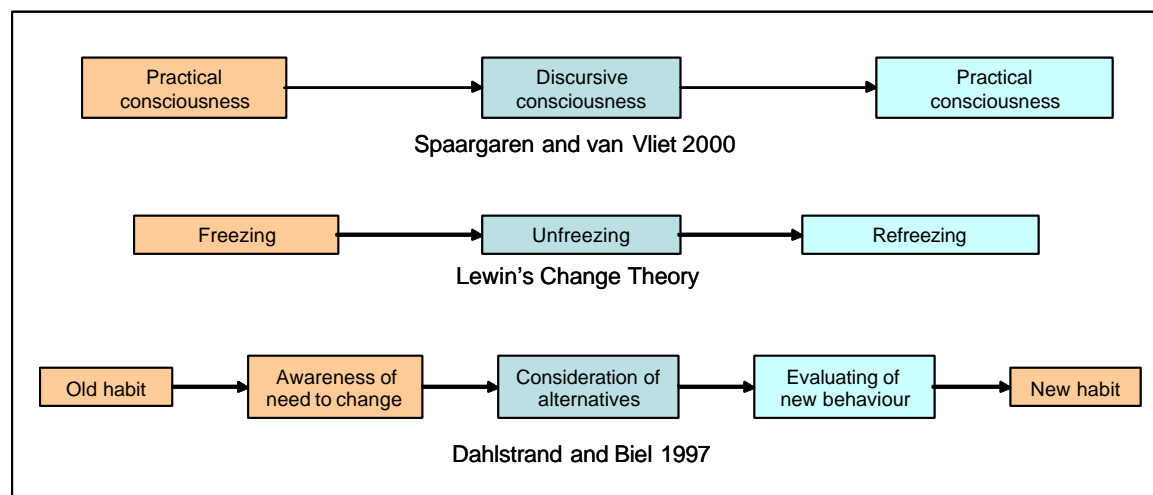 Practical
consciousness
Discursive
consciousness
Practical
consciousness
Spaargaren and van Vliet 2000
Freezing
Unfreezing
Refreezing
Lewin's Change Theory
Old habit
Awareness of
need to change
Consideration of
alternatives
Evaluating of
new behaviour
New habit
Dahlstrand and Biel 1997